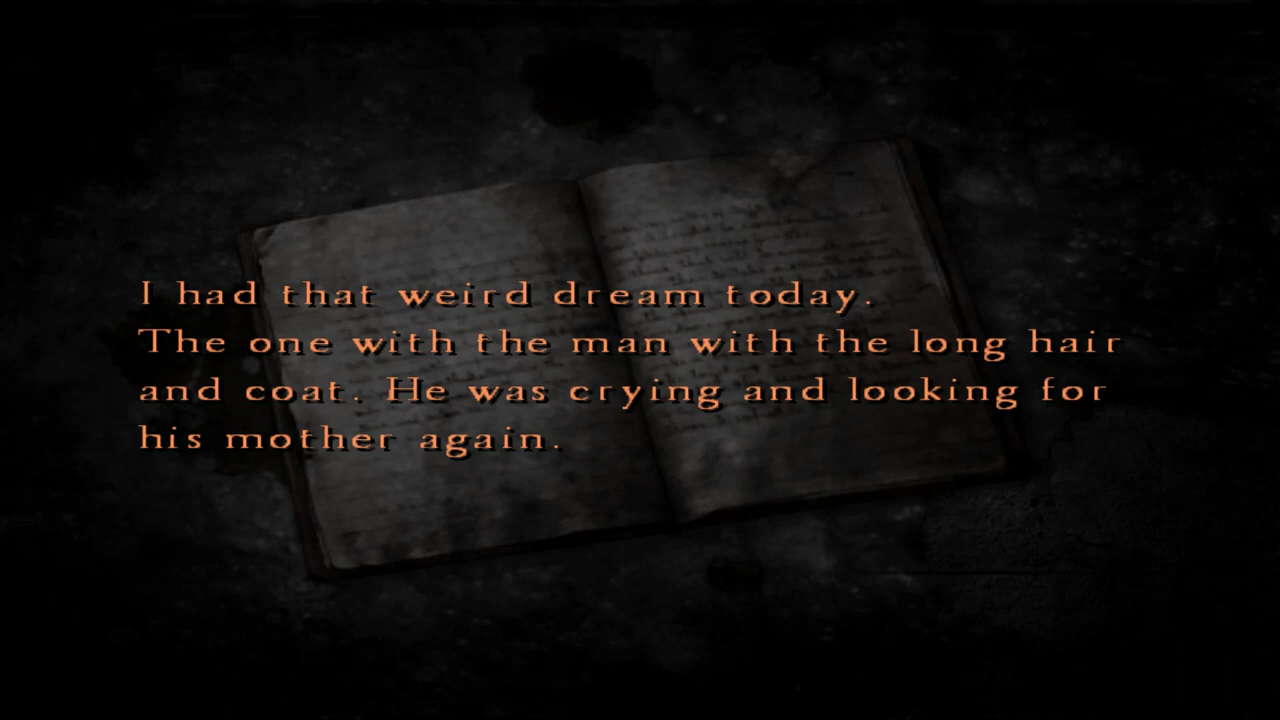 I had that weird dream today.
The one with the man with the long hair
and coat. He was crying and looking for
his mother again.